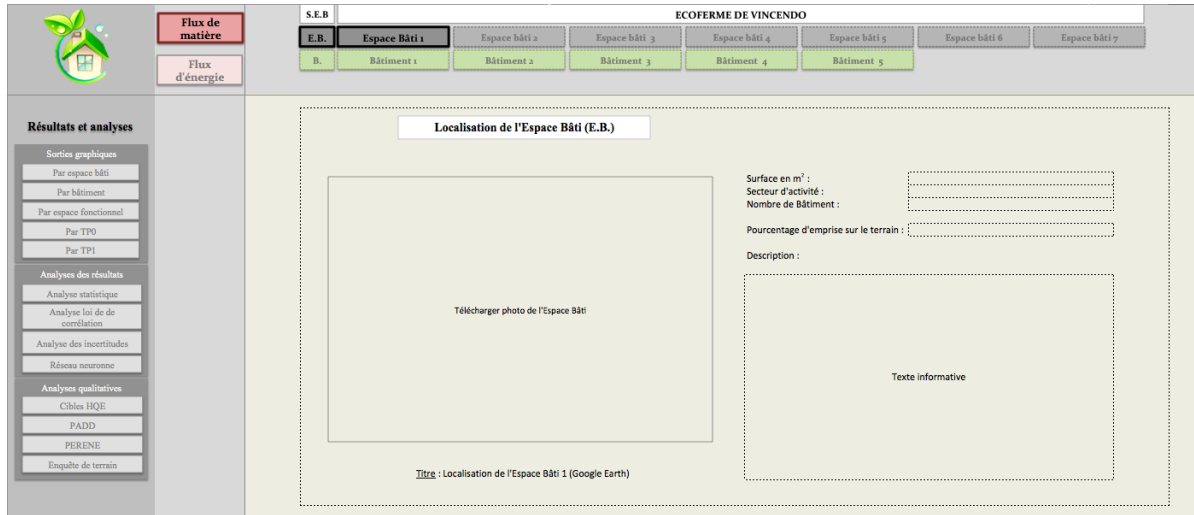 Flux de
matière
Flux
d'énergie
S.E.B
ECOFERME DE VINCENDO
E.B.
Espace Bâti 1
Espace bâti 2
Espace bâti 3
Espace bâti 4
Espace bâti 5
Espace bâti 6
Espace bâti 7
B.
Bâtiment 1
Bâtiment 2
Bâtiment 3
Bâtiment 4
Bâtiment 5
Résultats et analyses
Sorties graphiques
Par espace bâti
Par bâtiment
Par espace fonctionnel
Par TP0
Par TP1
Analyses des résultats
Analyse statistique
Analyse loi de de
corrélation
Analyse des incertitudes
Réseau neuronne
Analyses qualitatives
Cibles HQE
PADD
PERENE
Enquête de terrain
Localisation de l'Espace Bâti (E.B.)
Télécharger photo de l'Espace Bâti
Titre : Localisation de l'Espace Bâti 1 (Google Earth)
Surface en m² :
Secteur d'activité :
Nombre de Bâtiment :
Pourcentage d'emprise sur le terrain :
Description :
Texte informative